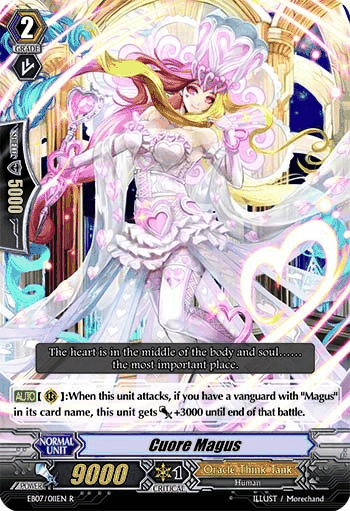 2
GRADE
SHIELD
5000
The heart is in the middle of the body and soul......
the most important place.
AUTO [ ]:When this unit attacks, if you have a vanguard with "Magus"
in its card name, this unit gets +3000 until end of that battle.
NORMAL
UNIT
Cuore Magus
POWER
9000
1
CRITICAL
Oracle Think Tank
Human
EB07/011EN R
ILLUST / Morechand